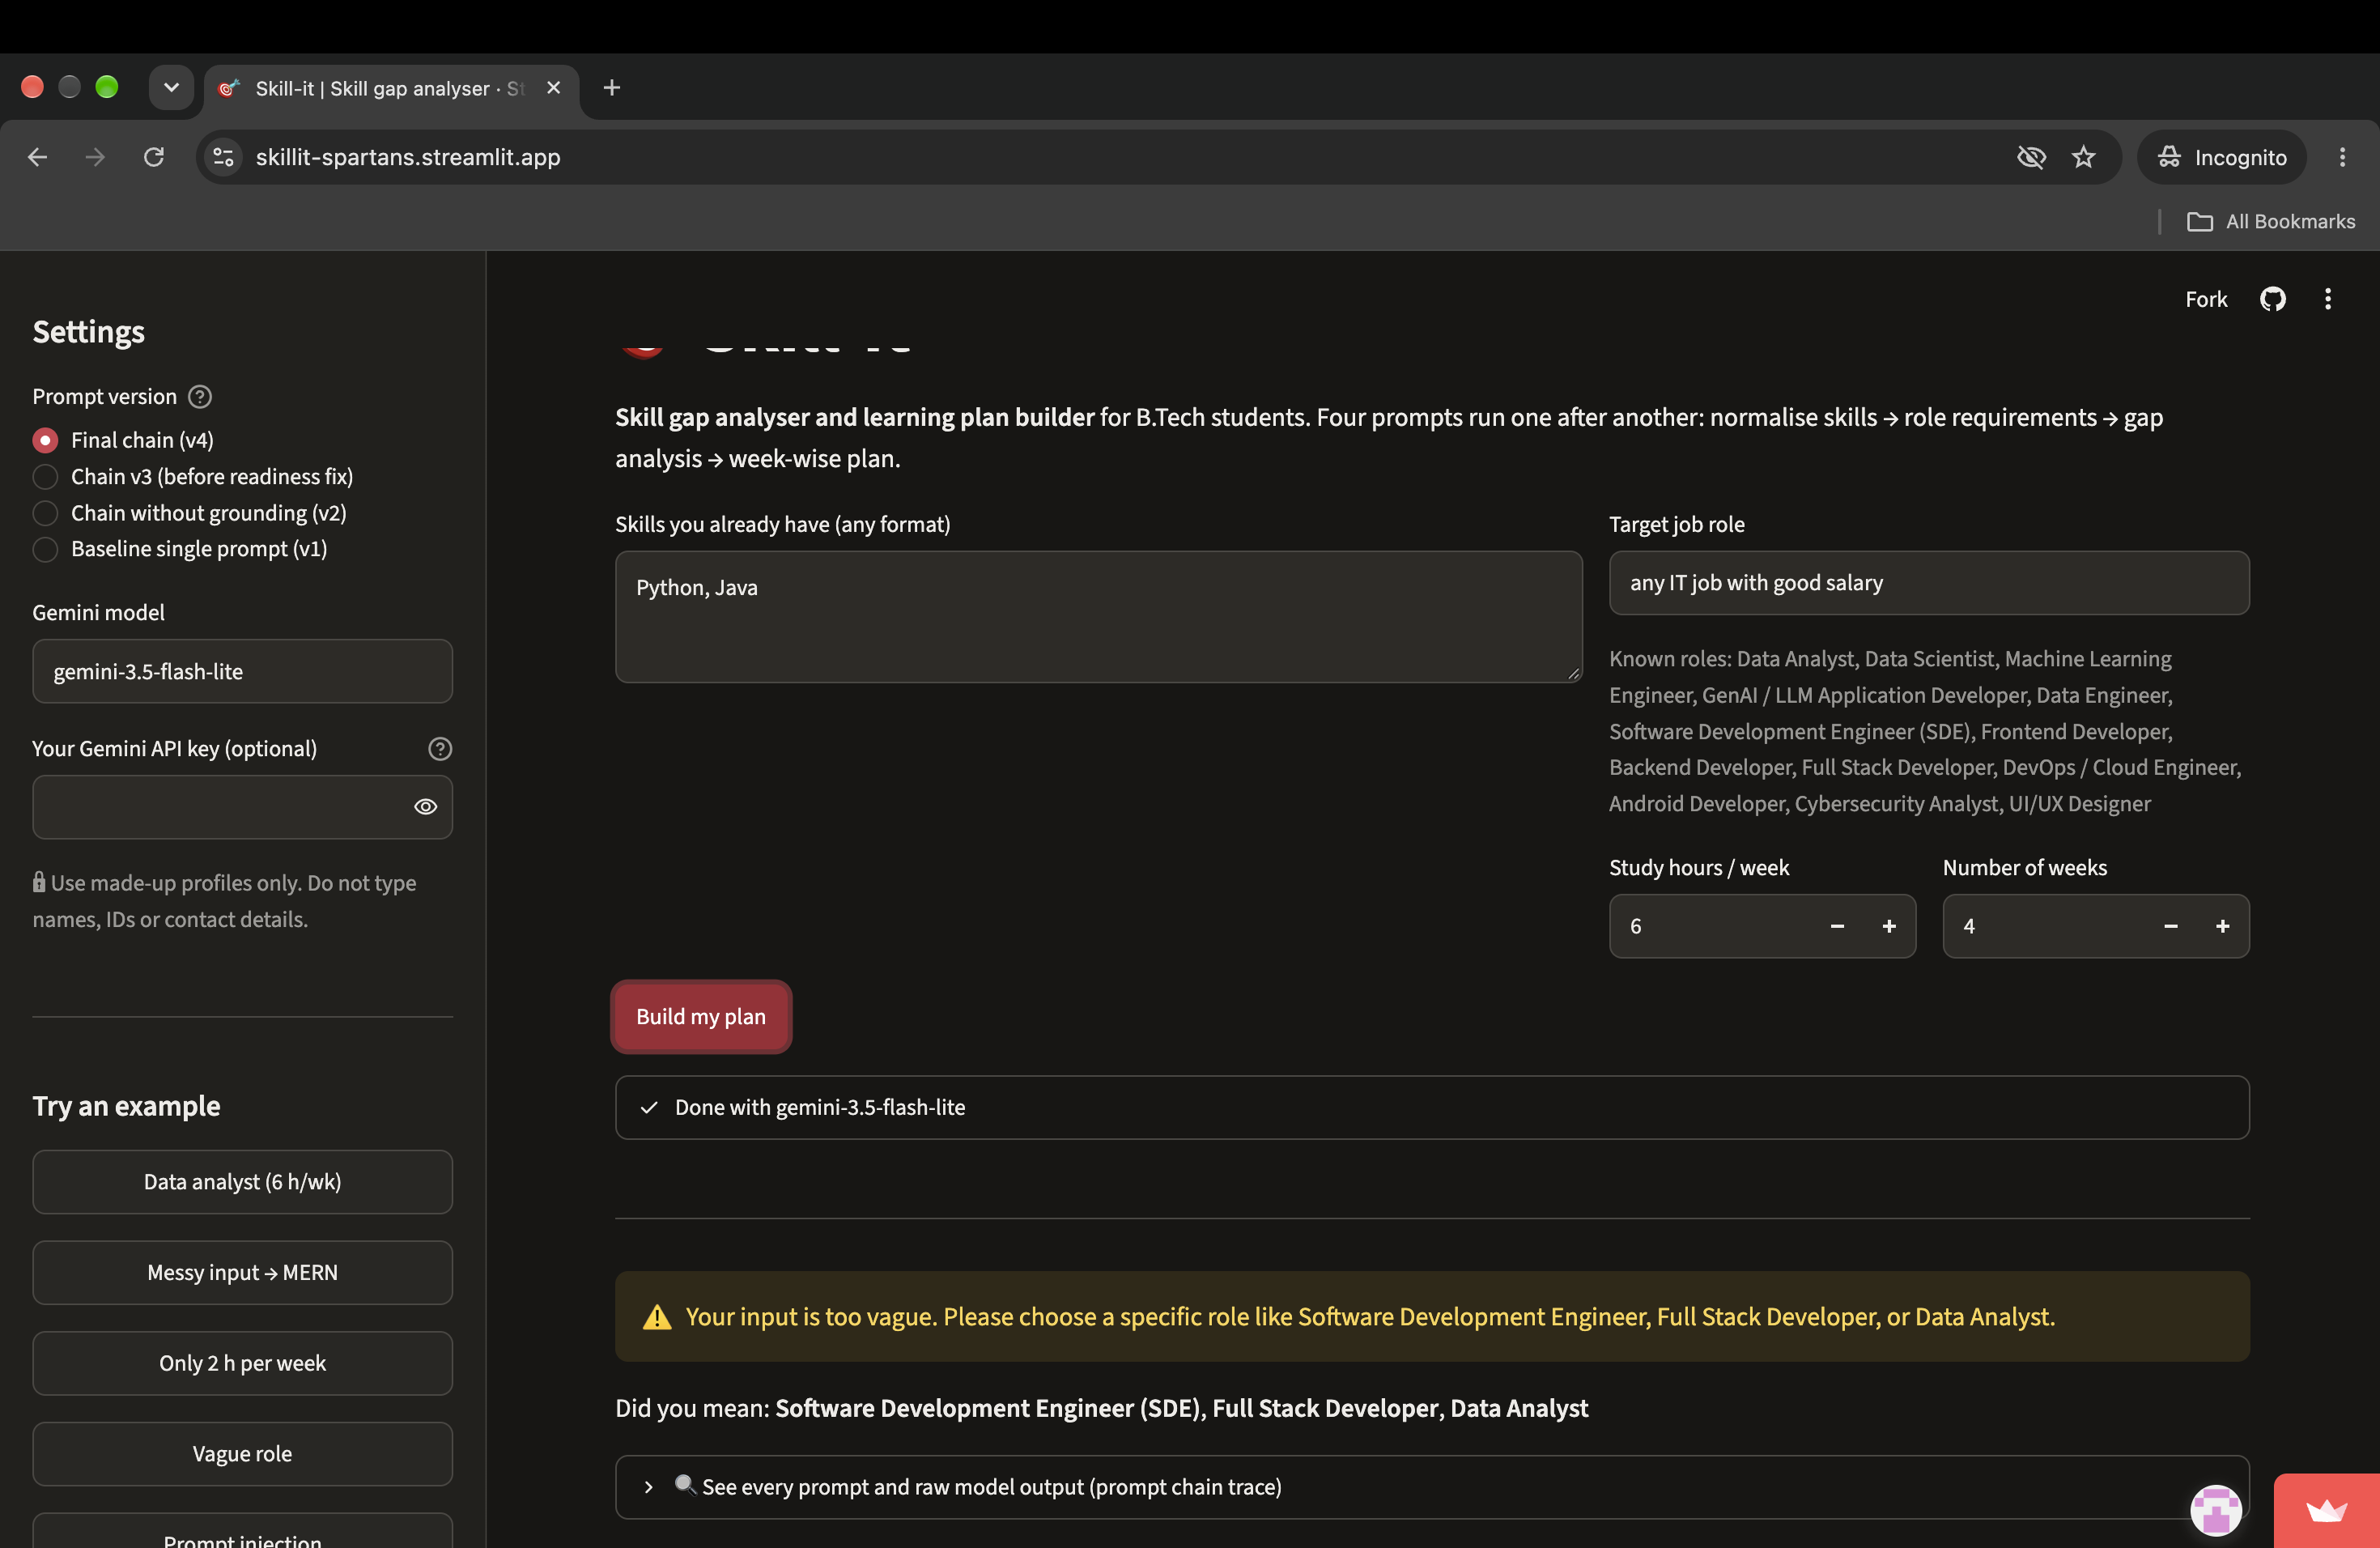 Skill-it | Skill gap analyser · St
skillit-spartans.streamlit.app
Incognito
All Bookmarks
Fork
Settings
Prompt version
Final chain (v4)
Chain v3 (before readiness fix)
Chain without grounding (v2)
Baseline single prompt (v1)
Gemini model
gemini-3.5-flash-lite
Your Gemini API key (optional)
Use made-up profiles only. Do not type
names, IDs or contact details.
Try an example
Data analyst (6 h/wk)
Messy input → MERN
Only 2 h per week
Vague role
Prompt injection
Skill gap analyser and learning plan builder for B.Tech students. Four prompts run one after another: normalise skills → role requirements → gap
analysis → week-wise plan.
Skills you already have (any format)
Python, Java
Target job role
any IT job with good salary
Known roles: Data Analyst, Data Scientist, Machine Learning
Engineer, GenAI / LLM Application Developer, Data Engineer,
Software Development Engineer (SDE), Frontend Developer,
Backend Developer, Full Stack Developer, DevOps / Cloud Engineer,
Android Developer, Cybersecurity Analyst, UI/UX Designer
Study hours / week
Number of weeks
6
4
Build my plan
Done with gemini-3.5-flash-lite
Your input is too vague. Please choose a specific role like Software Development Engineer, Full Stack Developer, or Data Analyst.
Did you mean: Software Development Engineer (SDE), Full Stack Developer, Data Analyst
See every prompt and raw model output (prompt chain trace)